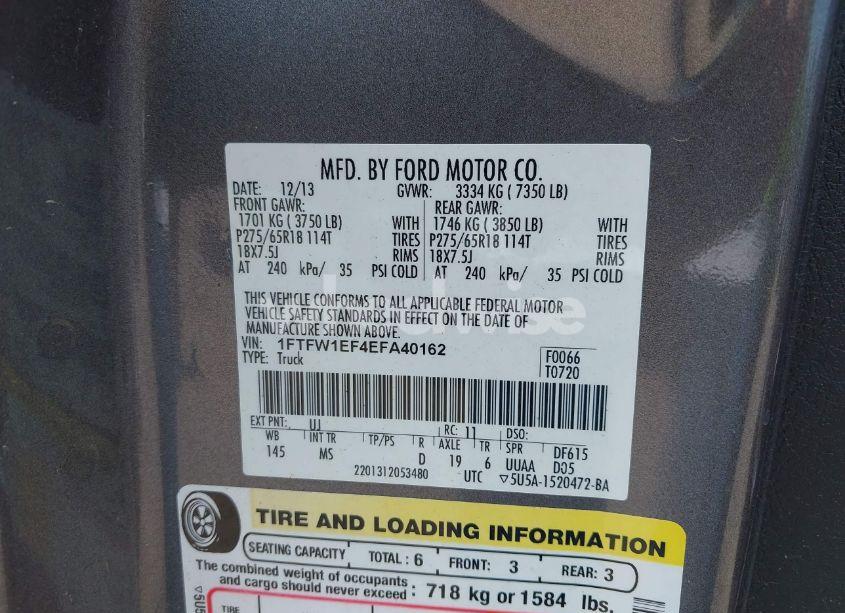 MFD. BY FORD MOTOR CO.
DATE: 12/13 GVWR: 3334 KG ( 7350 LB)
FRONT GAWR: REAR GAWR:
1701 KG ( 3750 LB) WITH 1746 KG ( 3850 LB) WITH
P275/65R18 114T TIRES P275/65R18 114T TIRES
18X7.5J RIMS 18X7.5J RIMS
AT 240 kPa/ 35 PSI COLD AT 240 kPa/ 35 PSI COLD
THIS VEHICLE CONFORMS TO ALL APPLICABLE FEDERAL MOTOR
VEHICLE SAFETY STANDARDS IN EFFECT ON THE DATE OF
MANUFACTURE SHOWN ABOVE.
VIN: 1FTFW1EF4EFA40162 F0066
TYPE: Truck T0720
EXT PNT: UJ RC: 11 DSO:
WB INT TR TP/PS R AXLE TR SPR DF615
145 MS D 19 6 UUAA D05
2201312053480 UTC ▽5U5A-1520472-BA
TIRE AND LOADING INFORMATION
SEATING CAPACITY TOTAL: 6 FRONT: 3 REAR: 3
The combined weight of occupants
and cargo should never exceed : 718 kg or 1584 lbs.
TIRE